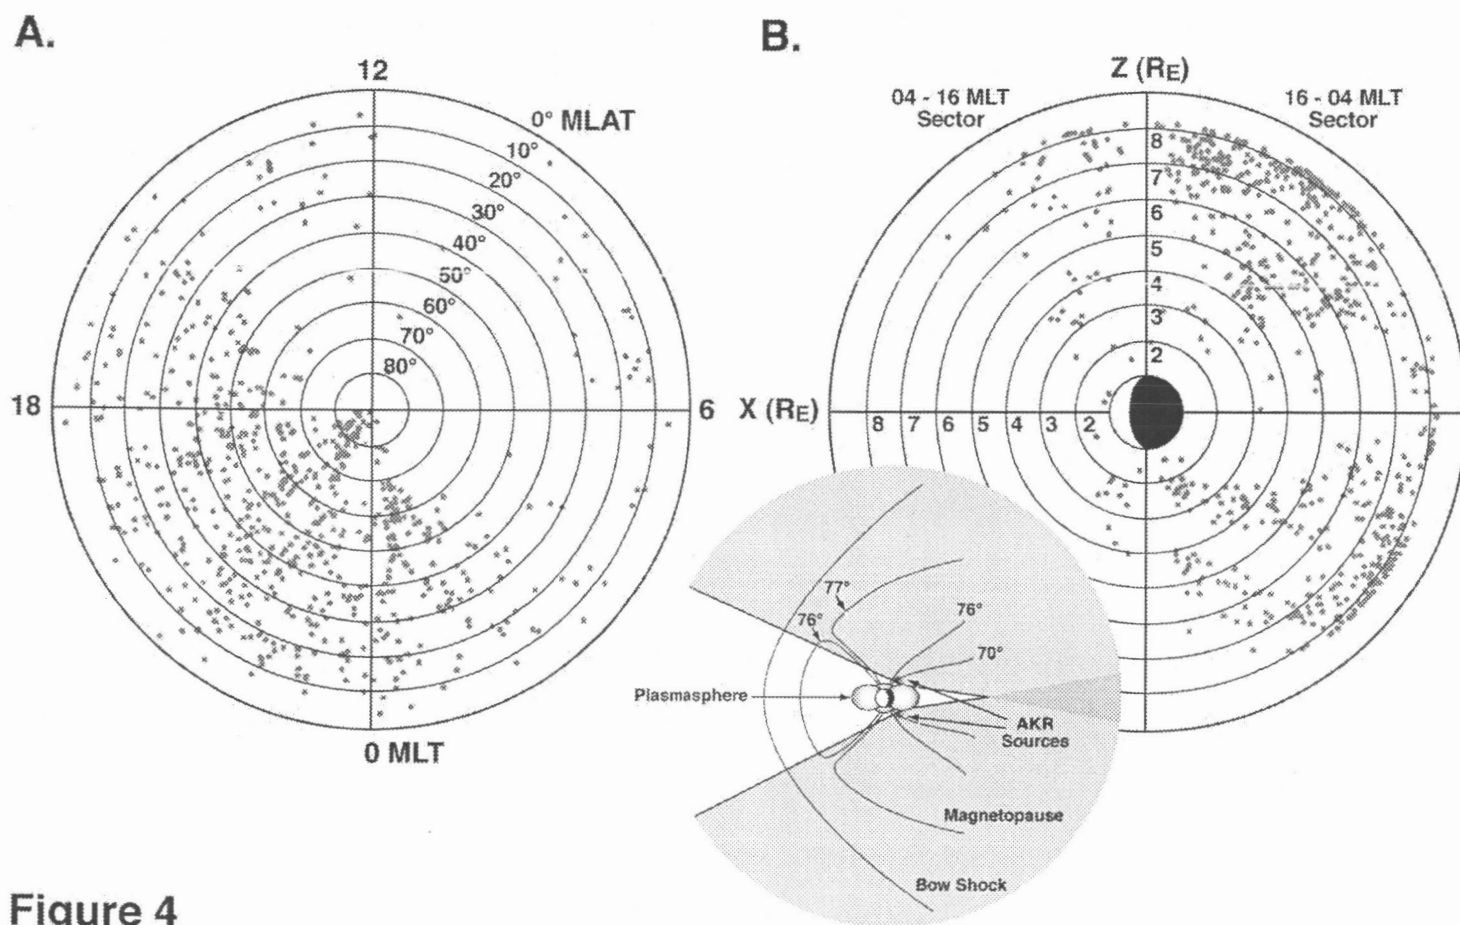 A.
12
0° MLAT
10°
20°
30°
40°
50°
60°
70°
80°
18
6
0 MLT
B.
Z (RE)
04 - 16 MLT
Sector
16 - 04 MLT
Sector
8
7
6
5
4
3
2
X (RE)
8 7 6 5 4 3 2
77°
76°
76°
70°
Plasmasphere
AKR
Sources
Magnetopause
Bow Shock
Figure 4